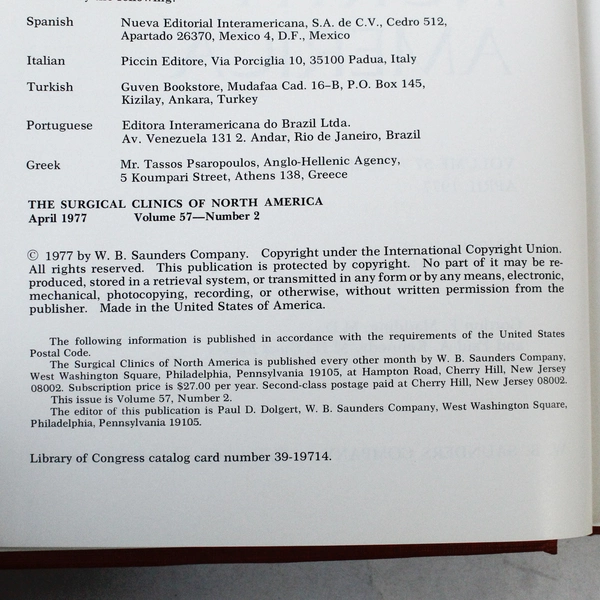 Spanish Nueva Editorial Interamericana, S.A. de C.V., Cedro 512,
Apartado 26370, Mexico 4, D.F., Mexico
Italian Piccin Editore, Via Porciglia 10, 35100 Padua, Italy
Turkish Guven Bookstore, Mudafaa Cad. 16–B, P.O. Box 145,
Kizilay, Ankara, Turkey
Portuguese Editora Interamericana do Brazil Ltda.
Av. Venezuela 131 2. Andar, Rio de Janeiro, Brazil
Greek Mr. Tassos Psaropoulos, Anglo-Hellenic Agency,
5 Koumpari Street, Athens 138, Greece
THE SURGICAL CLINICS OF NORTH AMERICA
April 1977 Volume 57—Number 2
© 1977 by W. B. Saunders Company. Copyright under the International Copyright Union.
All rights reserved. This publication is protected by copyright. No part of it may be re-
produced, stored in a retrieval system, or transmitted in any form or by any means, electronic,
mechanical, photocopying, recording, or otherwise, without written permission from the
publisher. Made in the United States of America.
The following information is published in accordance with the requirements of the United States
Postal Code.
The Surgical Clinics of North America is published every other month by W. B. Saunders Company,
West Washington Square, Philadelphia, Pennsylvania 19105, at Hampton Road, Cherry Hill, New Jersey
08002. Subscription price is $27.00 per year. Second-class postage paid at Cherry Hill, New Jersey 08002.
This issue is Volume 57, Number 2.
The editor of this publication is Paul D. Dolgert, W. B. Saunders Company, West Washington Square,
Philadelphia, Pennsylvania 19105.
Library of Congress catalog card number 39-19714.